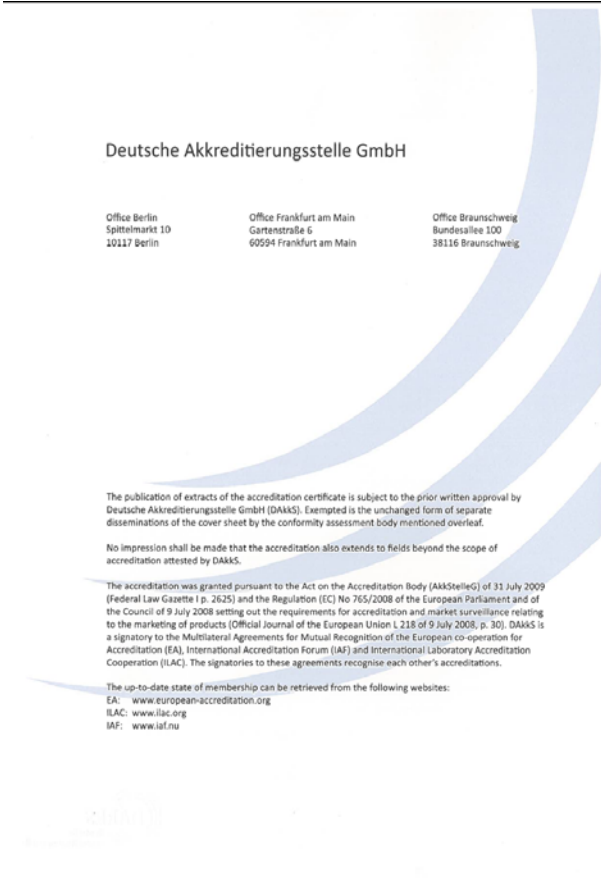 Deutsche Akkreditierungsstelle GmbH
Office Berlin
Spittelmarkt 10
10117 Berlin
Office Frankfurt am Main
Gartenstraße 6
60594 Frankfurt am Main
Office Braunschweig
Bundesallee 100
38116 Braunschweig
The publication of extracts of the accreditation certificate is subject to the prior written approval by
Deutsche Akkreditierungsstelle GmbH (DAkkS). Exempted is the unchanged form of separate
disseminations of the cover sheet by the conformity assessment body mentioned overleaf.
No impression shall be made that the accreditation also extends to fields beyond the scope of
accreditation attested by DAkkS.
The accreditation was granted pursuant to the Act on the Accreditation Body (AkkStelleG) of 31 July 2009
(Federal Law Gazette I p. 2625) and the Regulation (EC) No 765/2008 of the European Parliament and of
the Council of 9 July 2008 setting out the requirements for accreditation and market surveillance relating
to the marketing of products (Official Journal of the European Union L 218 of 9 July 2008, p. 30). DAkkS is
a signatory to the Multilateral Agreements for Mutual Recognition of the European co-operation for
Accreditation (EA), International Accreditation Forum (IAF) and International Laboratory Accreditation
Cooperation (ILAC). The signatories to these agreements recognise each other's accreditations.
The up-to-date state of membership can be retrieved from the following websites:
EA: www.european-accreditation.org
ILAC: www.ilac.org
IAF: www.iaf.nu